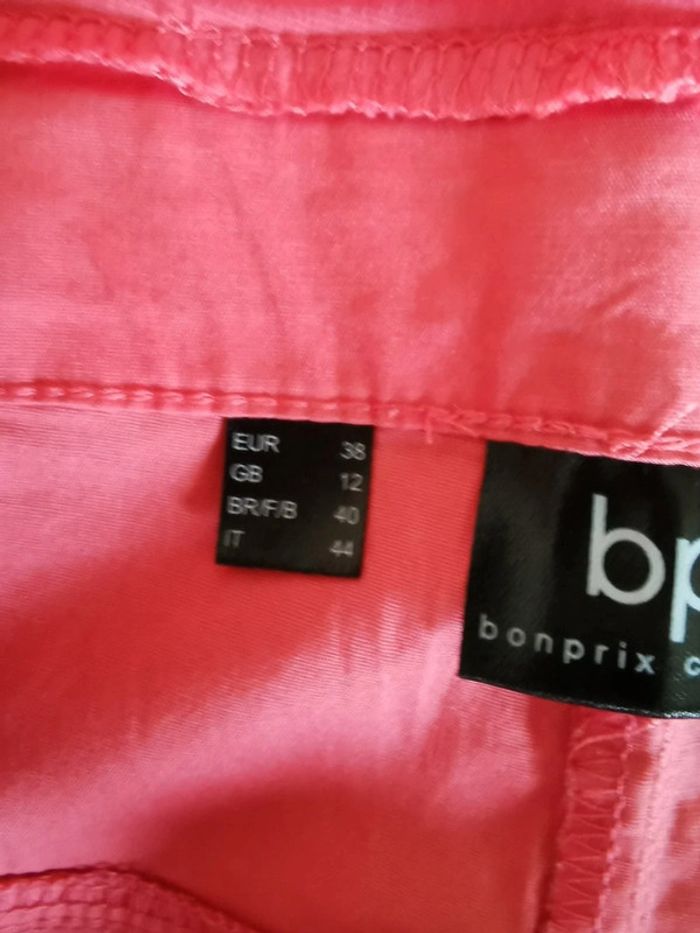 EUR 38
GB 12
BR/F/B 40
IT 44
bp
bonprix c